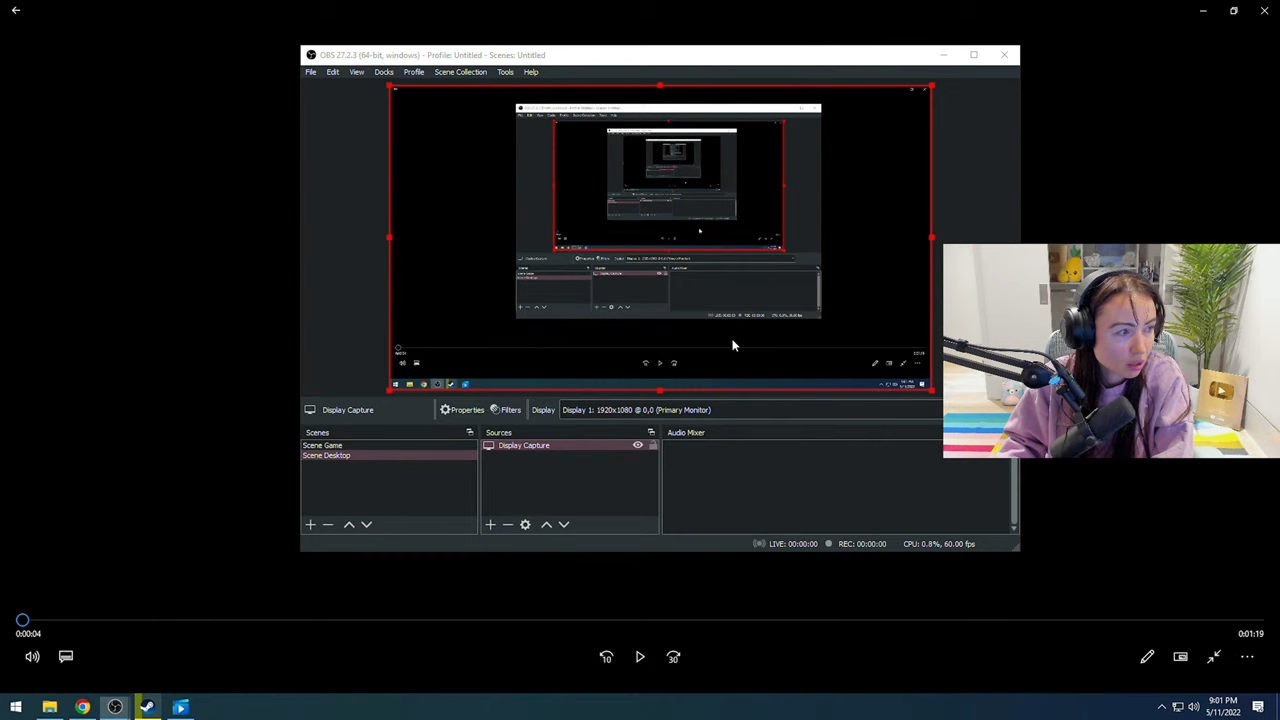 OBS 27.2.3 (64-bit, windows) - Profile: Untitled - Scenes: Untitled
File Edit View Docks Profile Scene Collection Tools Help
Display Capture Properties Filters Display Display 1: 1920x1080 @ 0,0 (Primary Monitor)
Scenes Sources Audio Mixer
Scene Game Display Capture
Scene Desktop
LIVE: 00:00:00 REC: 00:00:00 CPU: 0.8%, 60.00 fps
0:00:04 0:01:19
10 30
9:01 PM
5/11/2022